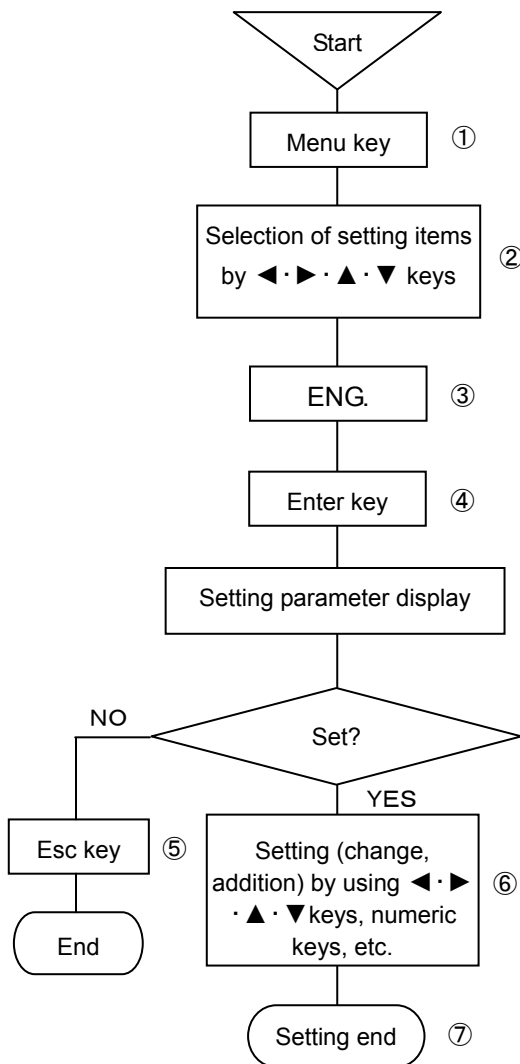 Start
Menu key ①
Selection of setting items
by ◀・▶・▲・▼ keys ②
ENG. ③
Enter key ④
Setting parameter display
Set?
NO
YES
Esc key ⑤
End
Setting (change,
addition) by using ◀・▶ ⑥
・▲・▼keys, numeric
keys, etc.
Setting end ⑦